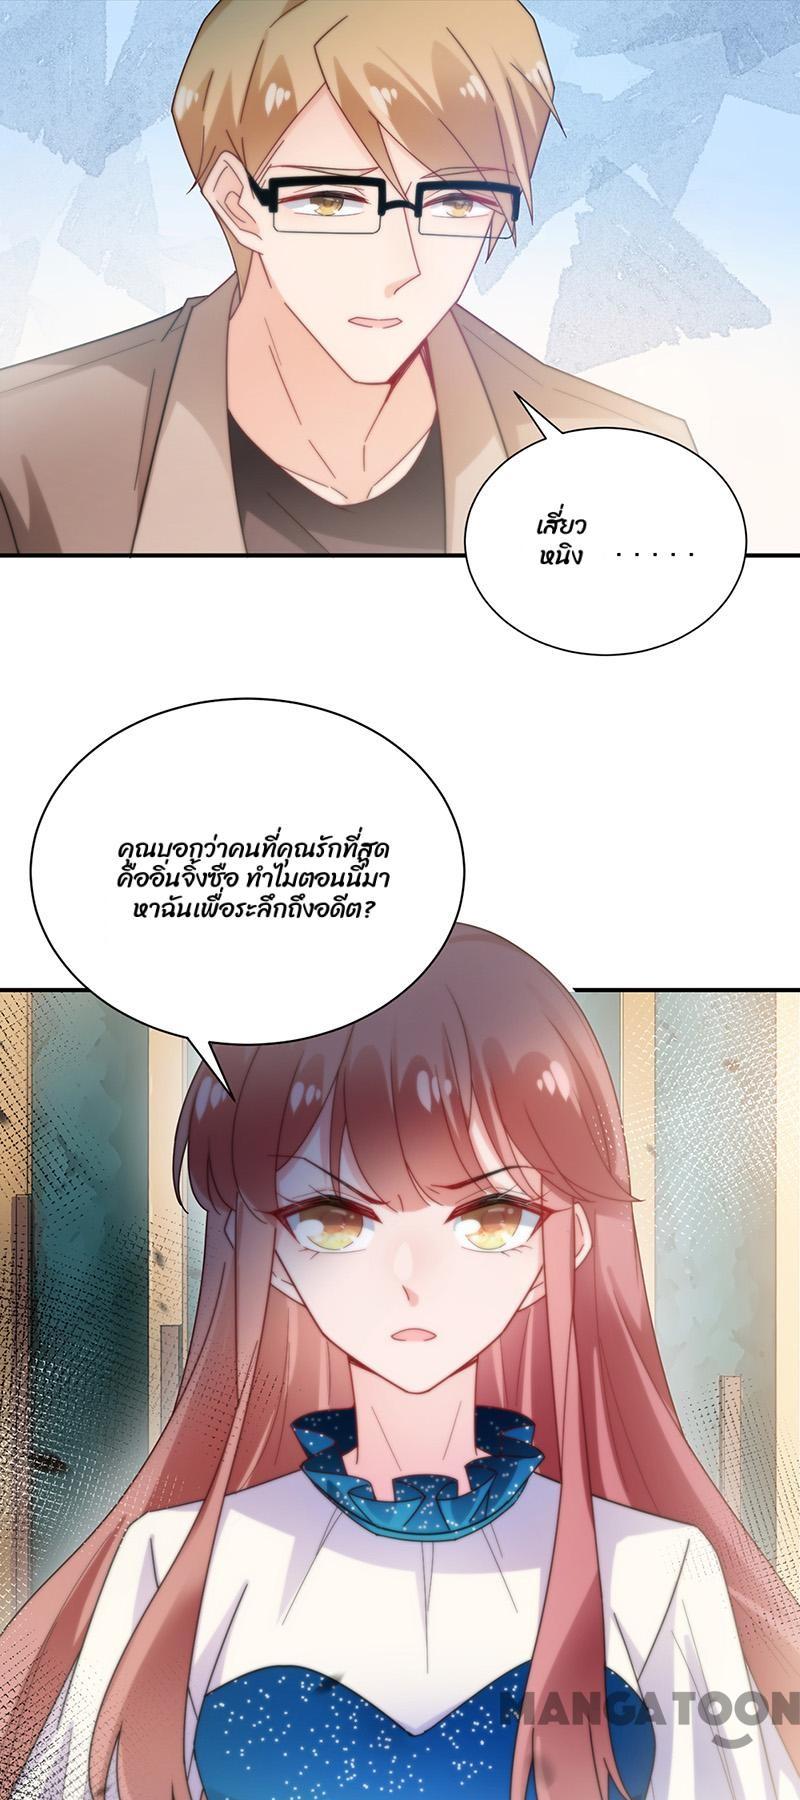 เสี่ยว
หนิง .....
คุณบอกว่าคนที่คุณรักที่สุด
คืออิ่นจิ้งซือ ทำไมตอนนี้มา
หาฉันเพื่อระลึกถึงอดีต?
MANGATOON